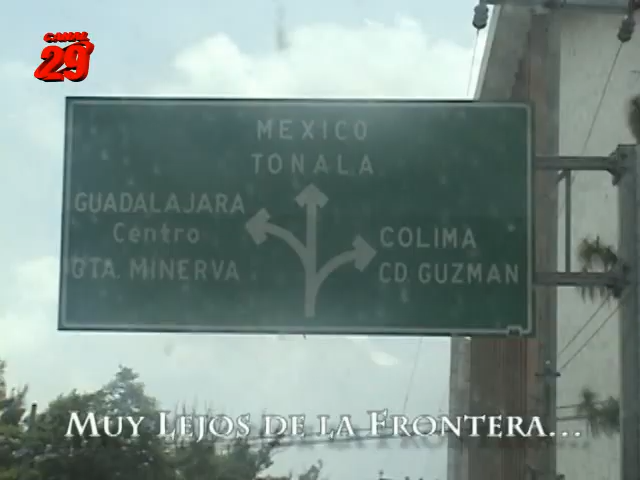 CANAL
29
MEXICO
TONALA
GUADALAJARA
Centro
GTA. MINERVA
COLIMA
CD. GUZMAN
MUY LEJOS DE LA FRONTERA...